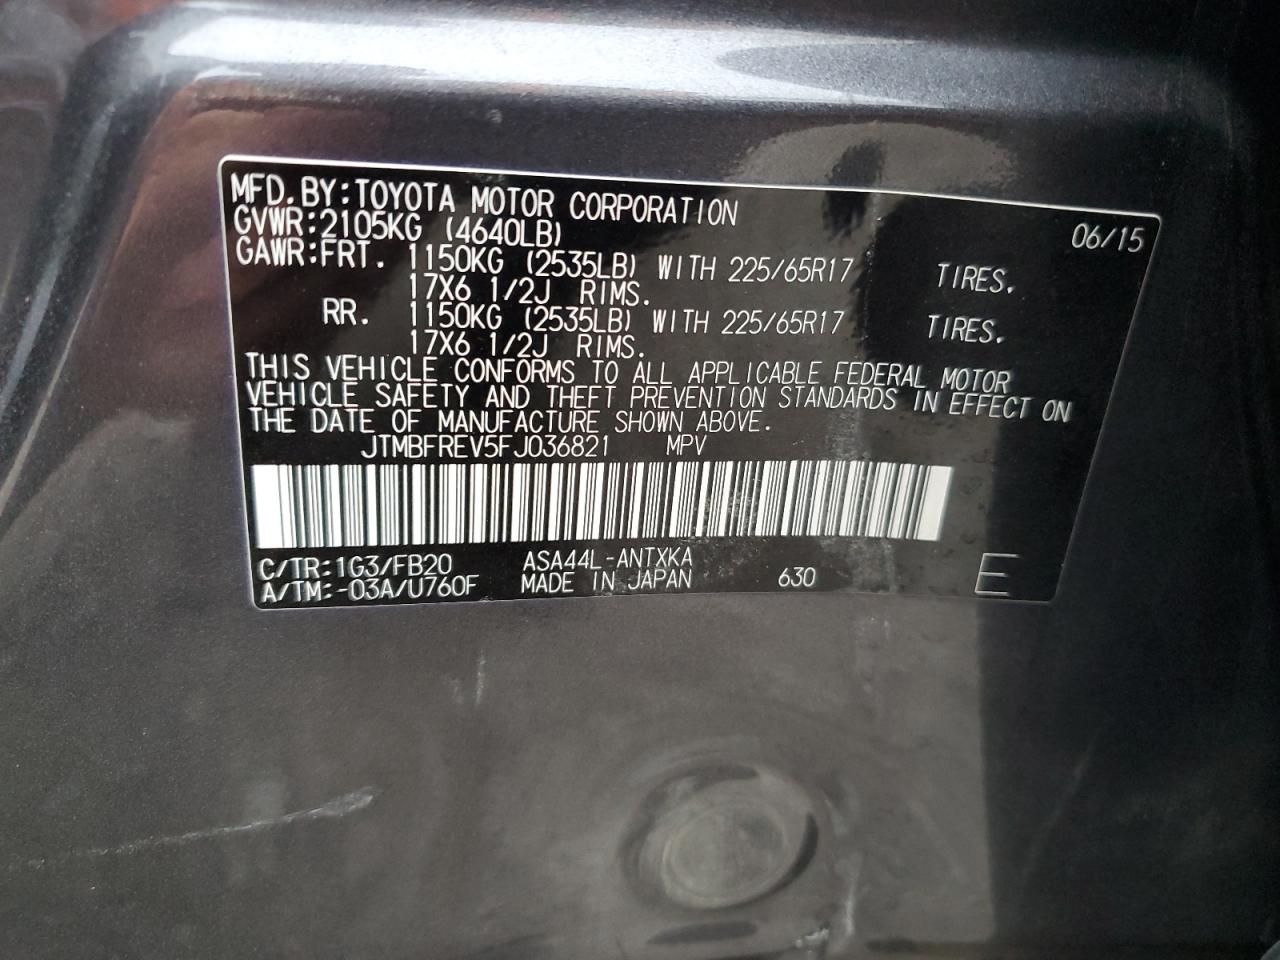 MFD. BY: TOYOTA MOTOR CORPORATION 06/15
GVWR: 2105KG (4640LB)
GAWR: FRT. 1150KG (2535LB) WITH 225/65R17 TIRES.
17X6 1/2J RIMS.
RR. 1150KG (2535LB) WITH 225/65R17 TIRES.
17X6 1/2J RIMS.
THIS VEHICLE CONFORMS TO ALL APPLICABLE FEDERAL MOTOR
VEHICLE SAFETY AND THEFT PREVENTION STANDARDS IN EFFECT ON
THE DATE OF MANUFACTURE SHOWN ABOVE.
JTMBFREV5FJ036821 MPV
C/TR: 1G3/FB20 ASA44L-ANTXKA
A/TM: -03A/U760F MADE IN JAPAN 630 E